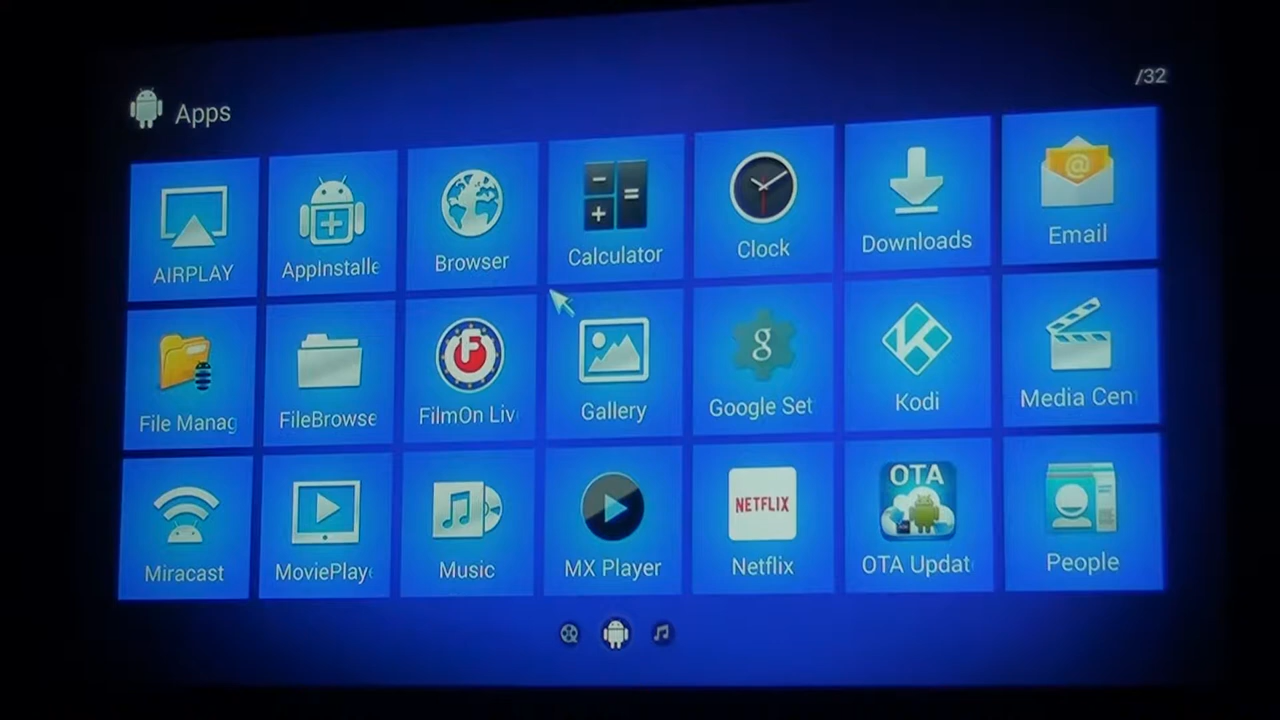 /32
Apps
AIRPLAY
AppInstalle
Browser
Calculator
Clock
Downloads
@
Email
File Manag
FileBrowse
F
FilmOn Liv
Gallery
g
Google Set
Kodi
Media Cen
Miracast
MoviePlay
Music
MX Player
NETFLIX
Netflix
OTA
OTA Updat
People